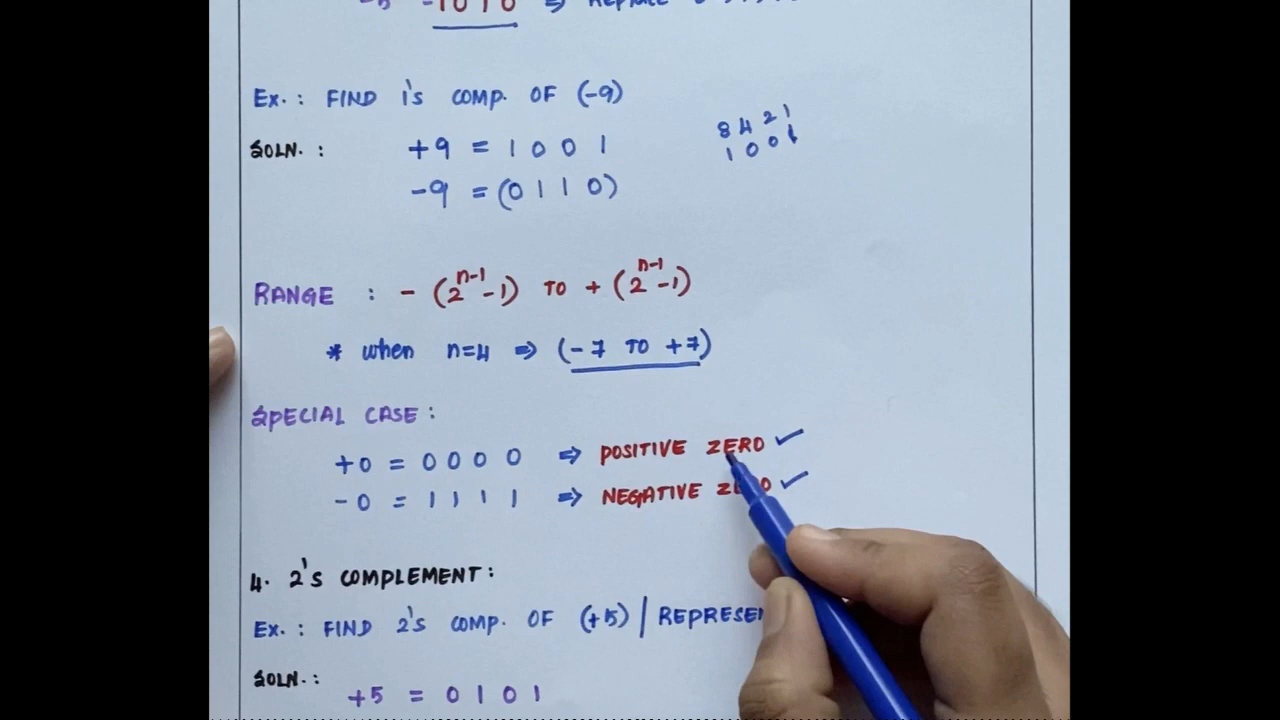 -1010 ⇒
Ex. : FIND 1's COMP. OF (-9)
8 4 2 1
SOLN. : +9 = 1 0 0 1
1 0 0 1
-9 = (0 1 1 0)
RANGE : - (2^(n-1) -1) TO + (2^(n-1) -1)
* when n=4 ⇒ (-7 TO +7)
SPECIAL CASE :
+0 = 0 0 0 0 ⇒ POSITIVE ZERO ✓
-0 = 1 1 1 1 ⇒ NEGATIVE ZERO ✓
4. 2's COMPLEMENT :
Ex. : FIND 2's COMP. OF (+5) | REPRESE
SOLN. :
+5 = 0 1 0 1